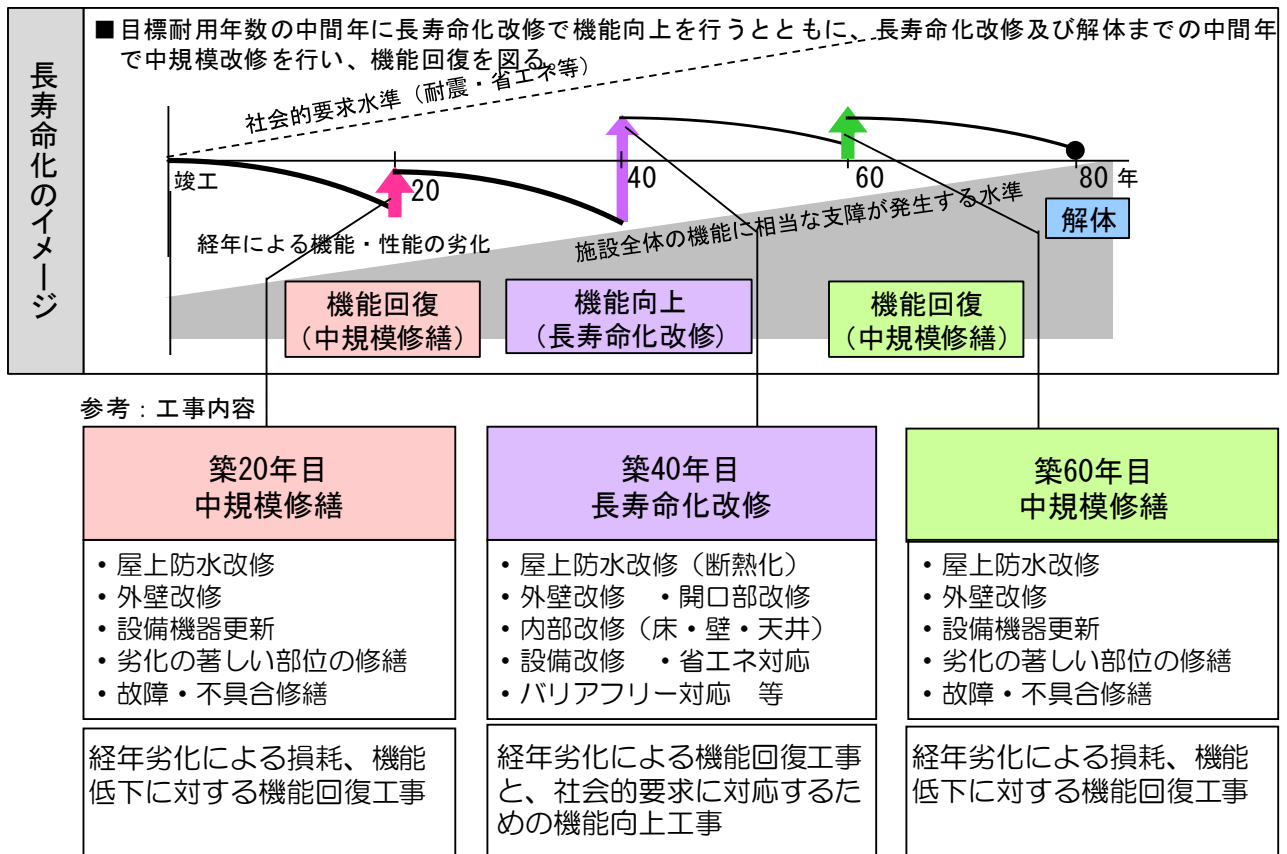 長寿命化のイメージ
■目標耐用年数の中間年に長寿命化改修で機能向上を行うとともに、長寿命化改修及び解体までの中間年
で中規模改修を行い、機能回復を図る。
社会的要求水準（耐震・省エネ等）
竣工
20
40
60
80 年
経年による機能・性能の劣化
施設全体の機能に相当な支障が発生する水準
解体
機能回復
（中規模修繕）
機能向上
（長寿命化改修）
機能回復
（中規模修繕）
参考：工事内容
築20年目
中規模修繕
・屋上防水改修
・外壁改修
・設備機器更新
・劣化の著しい部位の修繕
・故障・不具合修繕
経年劣化による損耗、機能
低下に対する機能回復工事
築40年目
長寿命化改修
・屋上防水改修（断熱化）
・外壁改修　・開口部改修
・内部改修（床・壁・天井）
・設備改修　・省エネ対応
・バリアフリー対応　等
経年劣化による機能回復工事
と、社会的要求に対応するた
めの機能向上工事
築60年目
中規模修繕
・屋上防水改修
・外壁改修
・設備機器更新
・劣化の著しい部位の修繕
・故障・不具合修繕
経年劣化による損耗、機能
低下に対する機能回復工事